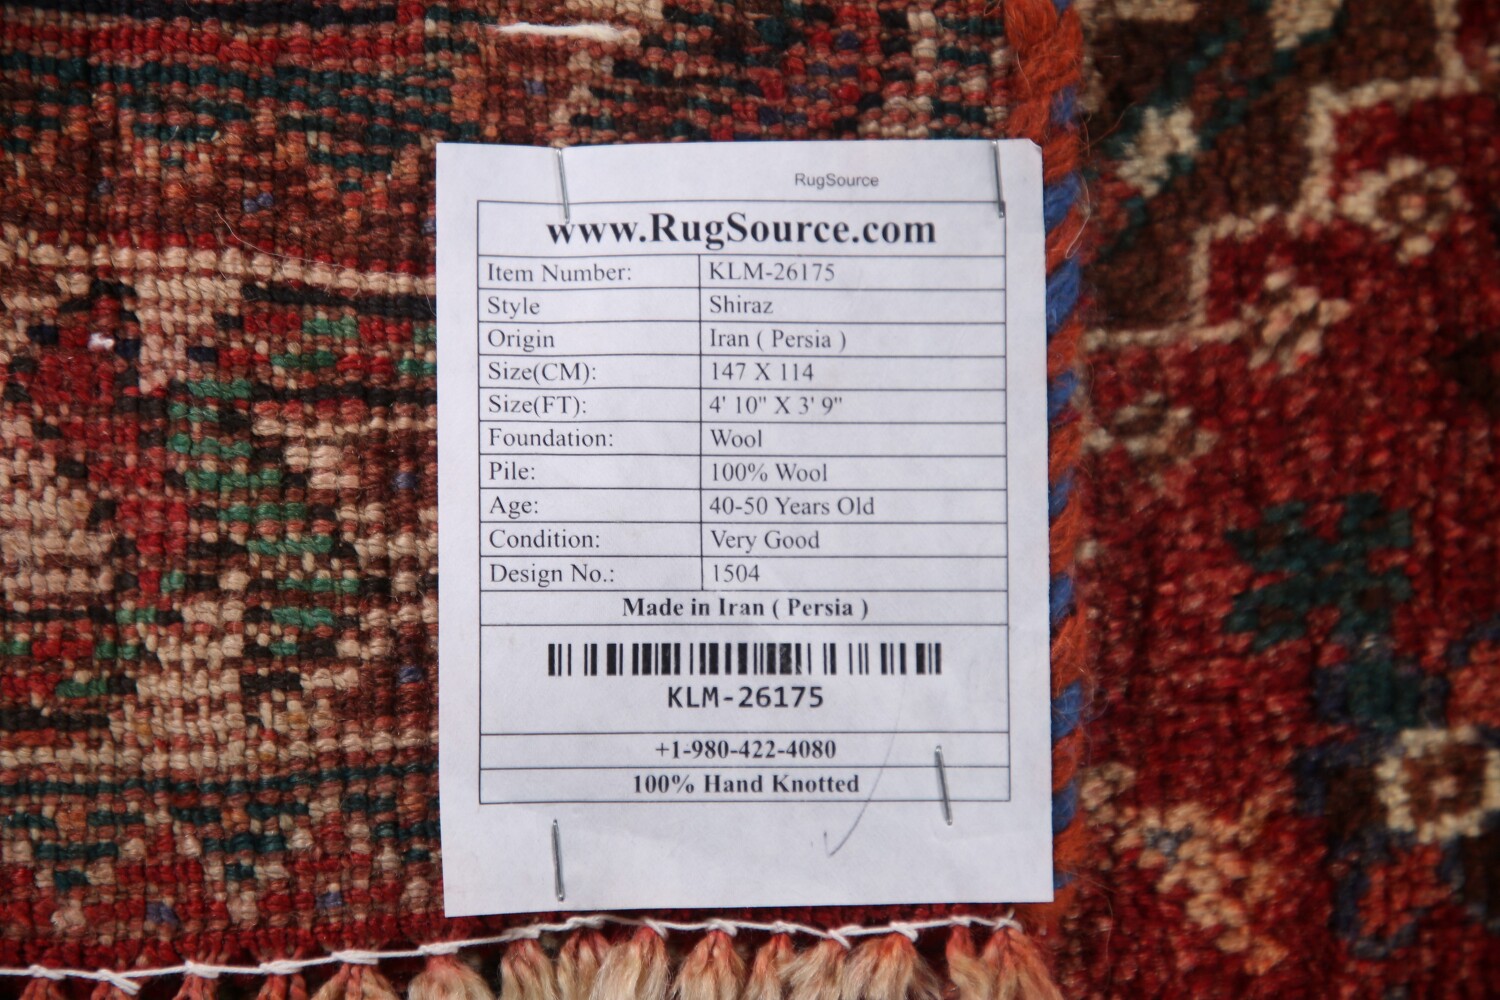 RugSource
www.RugSource.com
Item Number: KLM-26175
Style Shiraz
Origin Iran ( Persia )
Size(CM): 147 X 114
Size(FT): 4' 10" X 3' 9"
Foundation: Wool
Pile: 100% Wool
Age: 40-50 Years Old
Condition: Very Good
Design No.: 1504
Made in Iran ( Persia )
KLM-26175
+1-980-422-4080
100% Hand Knotted